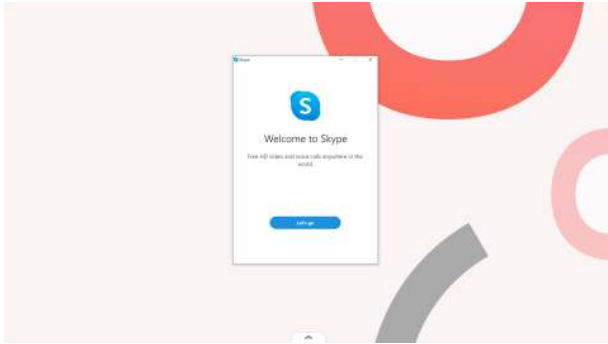 Skype
S
Welcome to Skype
Free HD video and voice calls anywhere in the
world.
Let's go